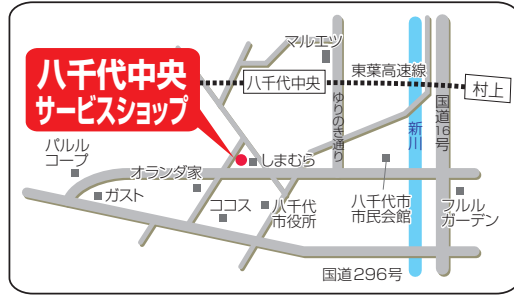 マルエツ
八千代中央
サービスショップ
八千代中央
東葉高速線
村上
ゆりのき通り
新川
国道16号
パルル
コープ
オランダ家
しまむら
ガスト
ココス
八千代
市役所
八千代市
市民会館
フルル
ガーデン
国道296号